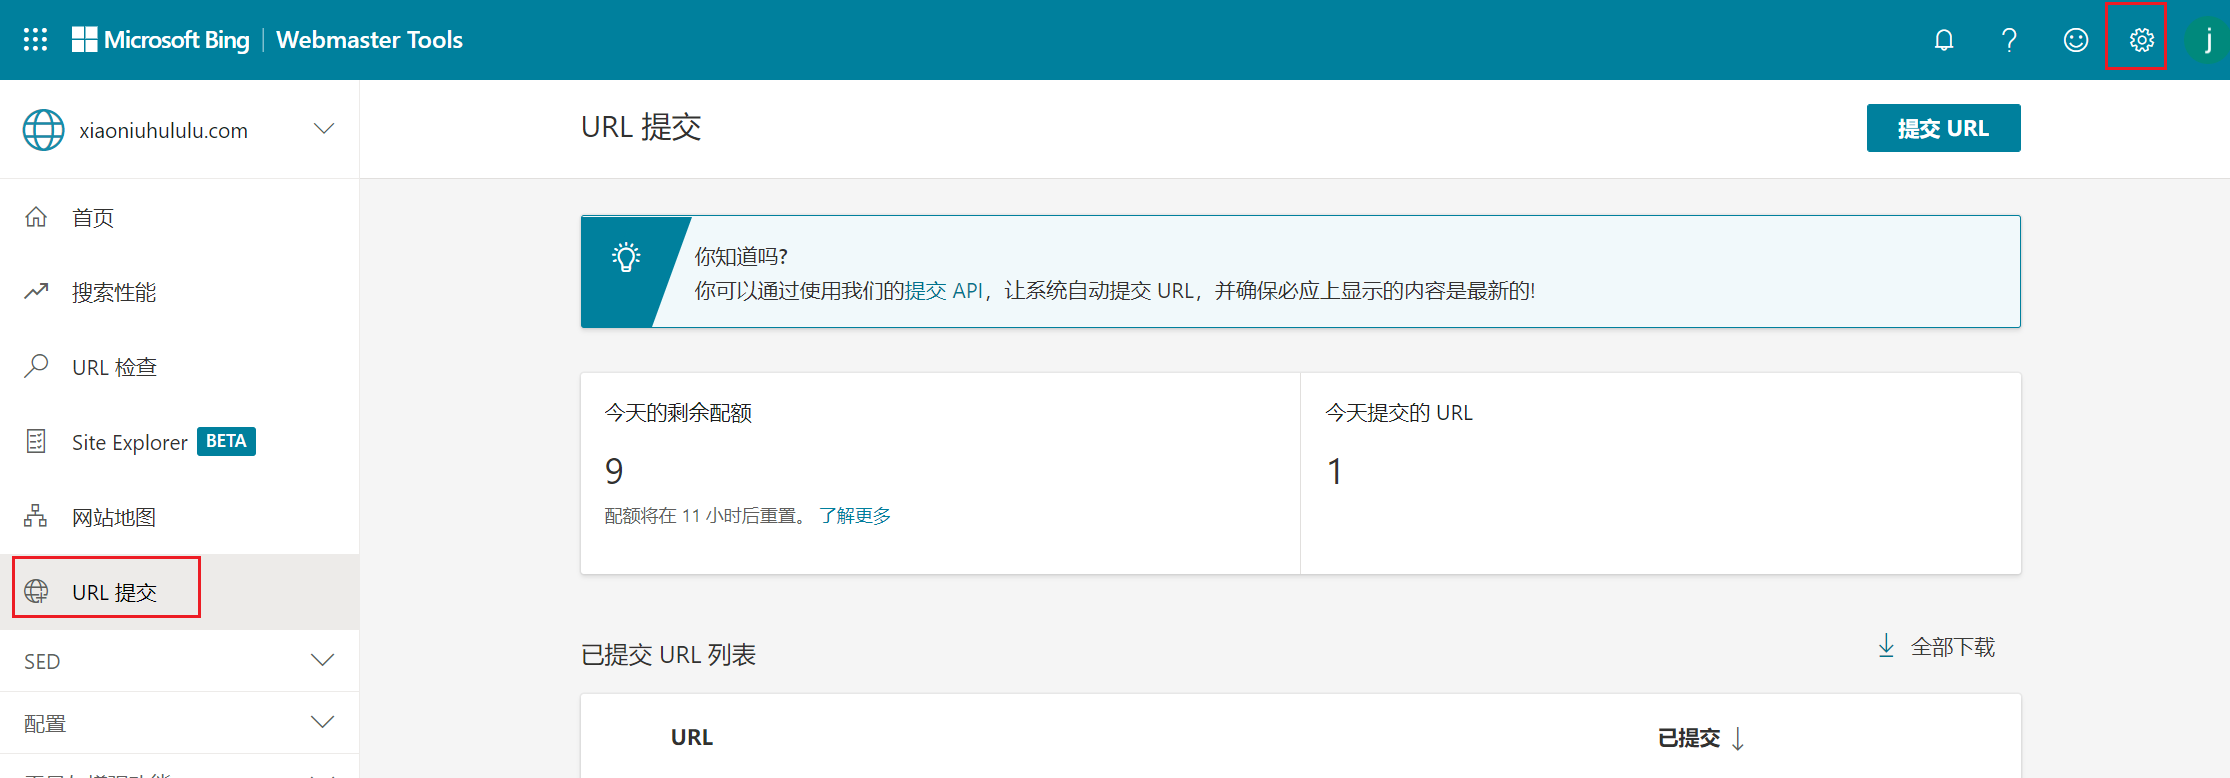 Microsoft Bing | Webmaster Tools
j
xiaoniuhululu.com
URL 提交
提交 URL
首页
搜索性能
URL 检查
Site Explorer BETA
网站地图
URL 提交
SED
配置
你知道吗?
你可以通过使用我们的提交 API，让系统自动提交 URL，并确保必应上显示的内容是最新的!
今天的剩余配额
9
配额将在 11 小时后重置。 了解更多
今天提交的 URL
1
已提交 URL 列表
全部下载
URL
已提交